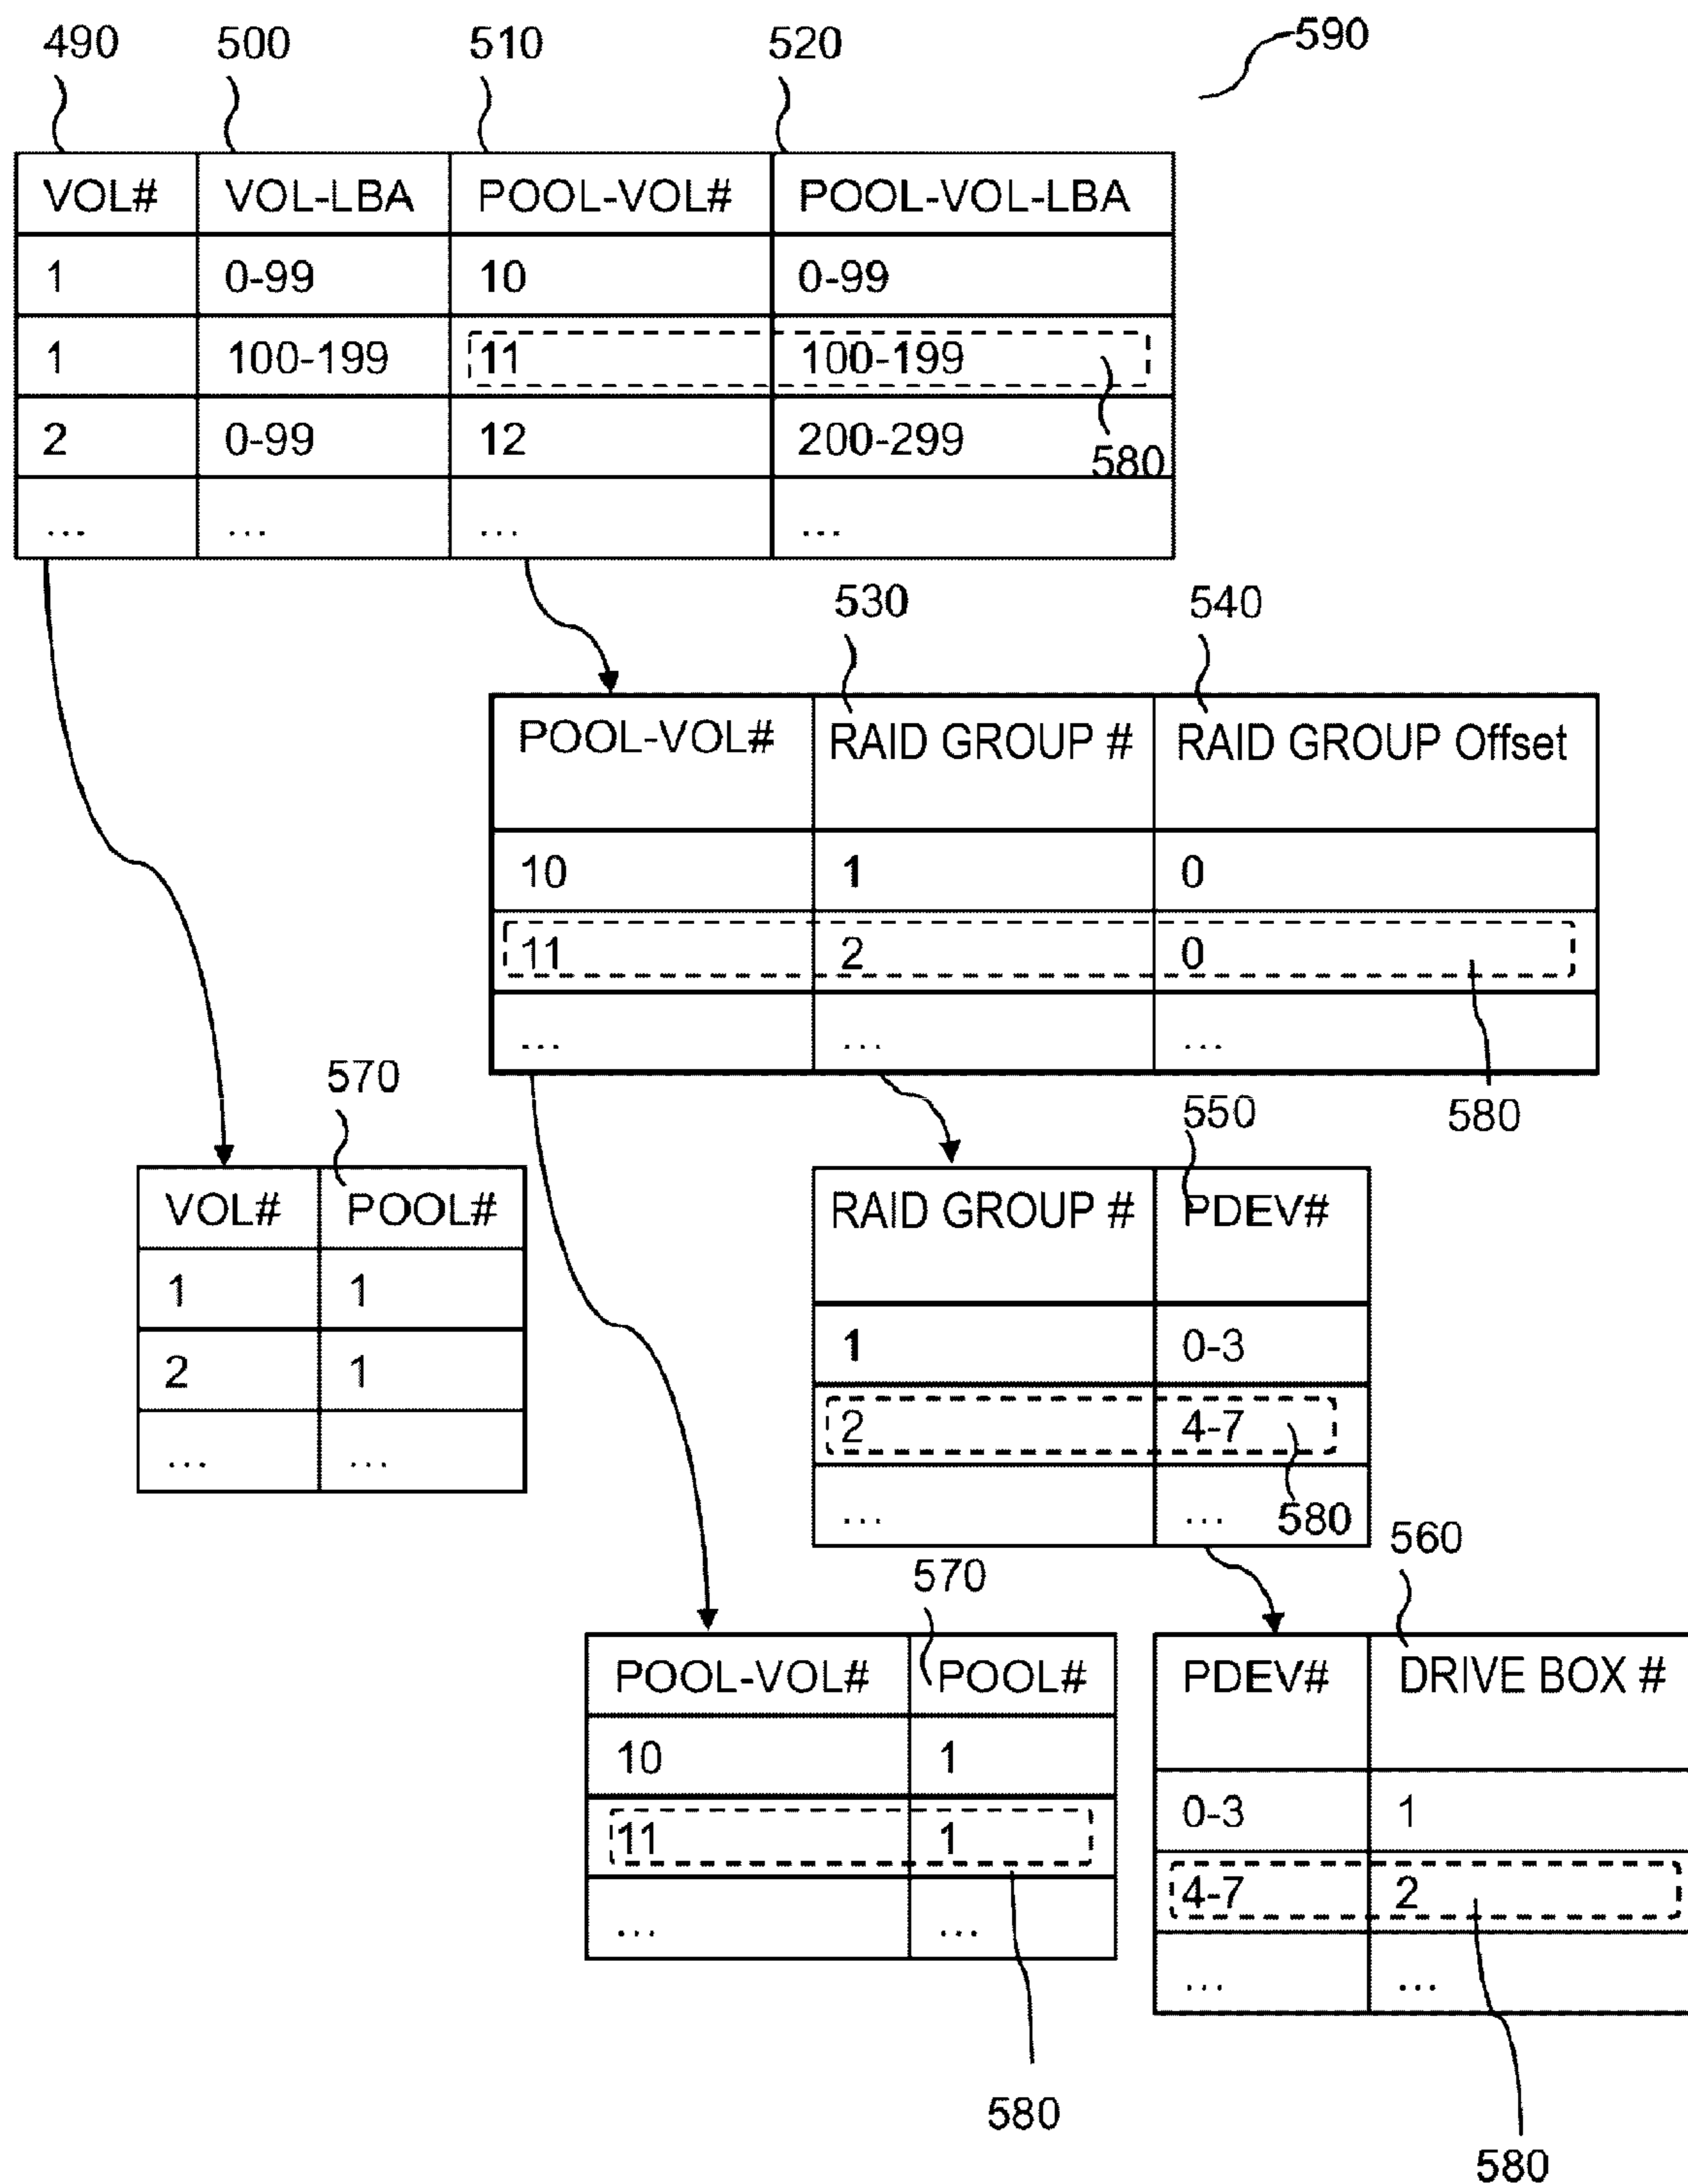 490 500 510 520 590
VOL# VOL-LBA POOL-VOL# POOL-VOL-LBA
1 0-99 10 0-99
1 100-199 11 100-199
2 0-99 12 200-299
580
... ... ... ...
530 540
POOL-VOL# RAID GROUP # RAID GROUP Offset
10 1 0
11 2 0
... ... ...
580
570
VOL# POOL#
1 1
2 1
... ...
550
RAID GROUP # PDEV#
1 0-3
2 4-7
... ...
580
570
POOL-VOL# POOL#
10 1
11 1
... ...
580
560
PDEV# DRIVE BOX #
0-3 1
4-7 2
... ...
580